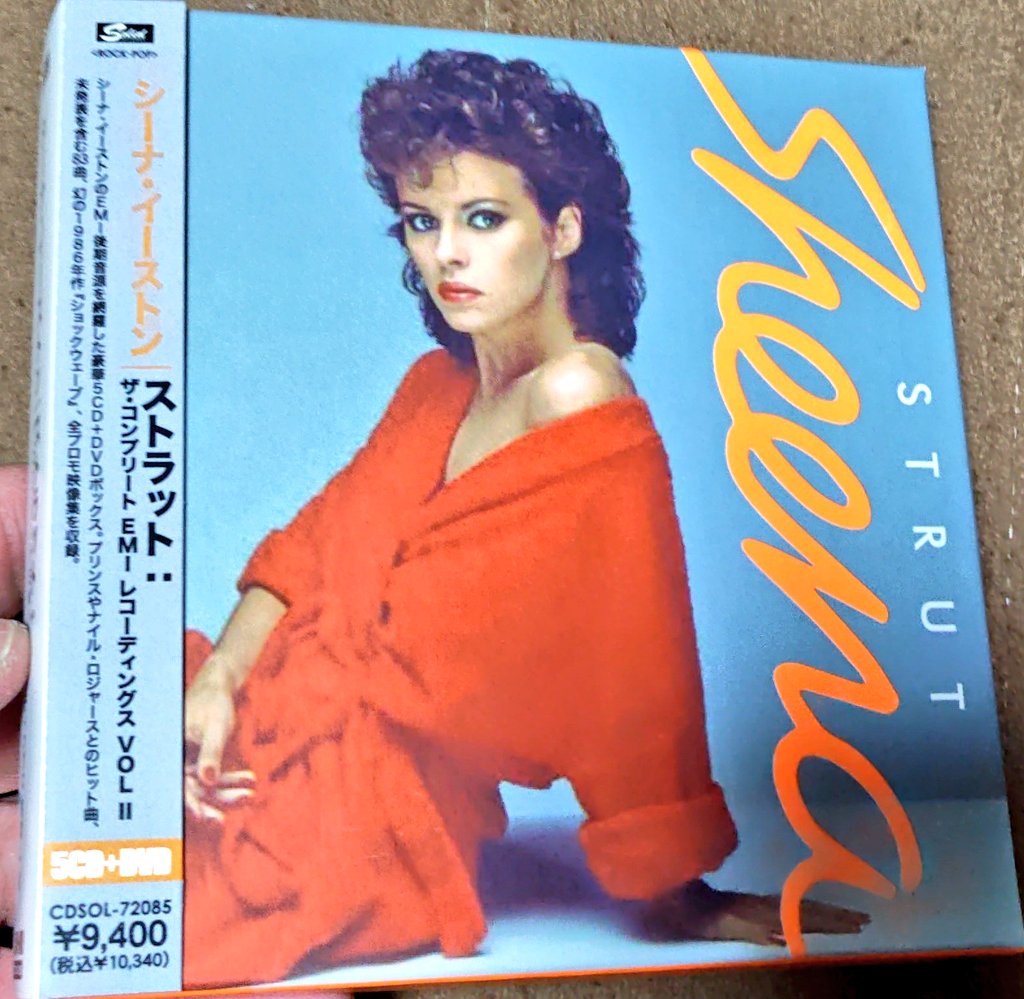 Solid
<ROCK-POP>
シーナ・イーストン
ストラット：
ザ・コンプリート EMI レコーディングス VOL II
シーナ・イーストンのEMI後期音源を網羅した豪華5CD+DVDボックス。プリンスやナイル・ロジャースとのヒット曲、
未発表を含む83曲、幻の1986年作『ショックウェーブ』、全プロモ映像集を収録。
5CD+DVD
CDSOL-72085
¥9,400
(税込¥10,340)
Sheena
STRUT